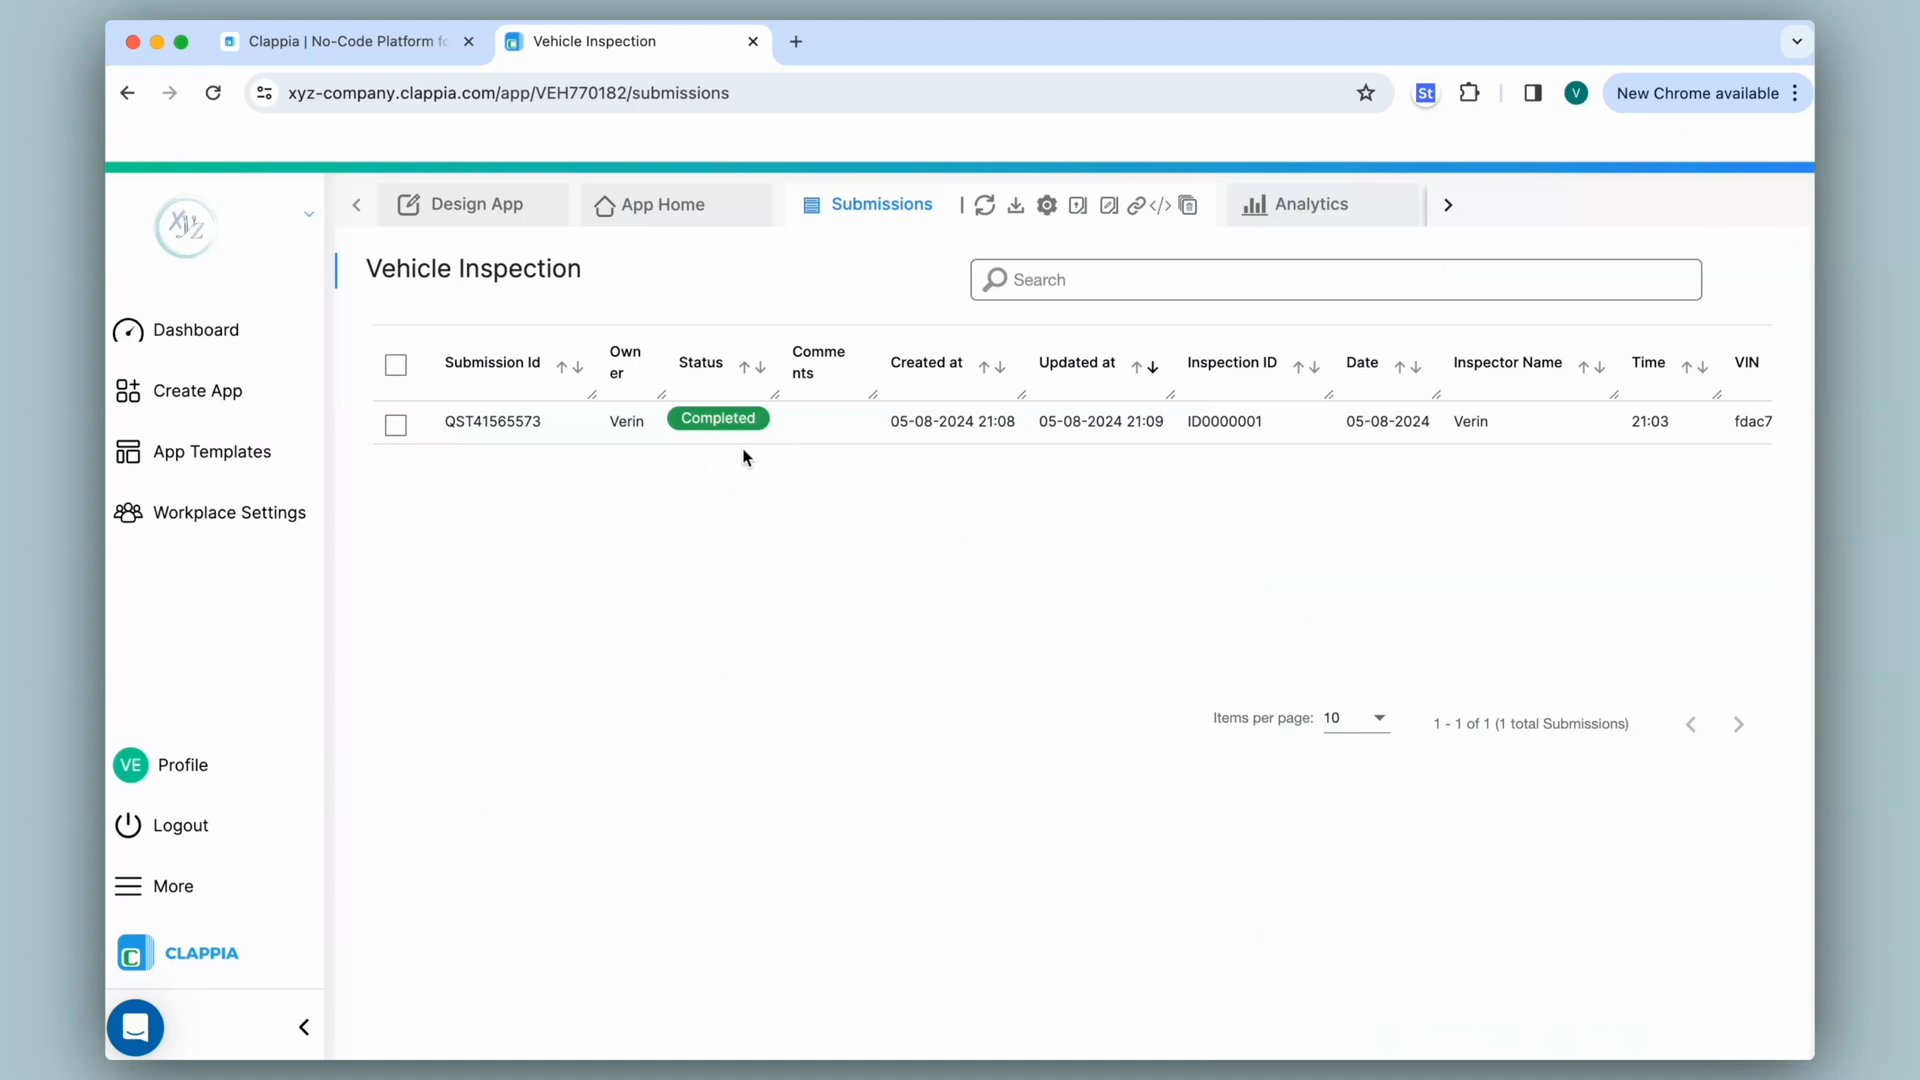 Clappia | No-Code Platform fo
Vehicle Inspection
xyz-company.clappia.com/app/VEH770182/submissions
St
V
New Chrome available
xyz
Design App
App Home
Submissions
Analytics
Vehicle Inspection
Search
Dashboard
Create App
App Templates
Workplace Settings
Submission Id
Own
er
Status
Comme
nts
Created at
Updated at
Inspection ID
Date
Inspector Name
Time
VIN
QST41565573
Verin
Completed
05-08-2024 21:08
05-08-2024 21:09
ID0000001
05-08-2024
Verin
21:03
fdac7
Items per page: 10
1 - 1 of 1 (1 total Submissions)
VE
Profile
Logout
More
C
CLAPPIA